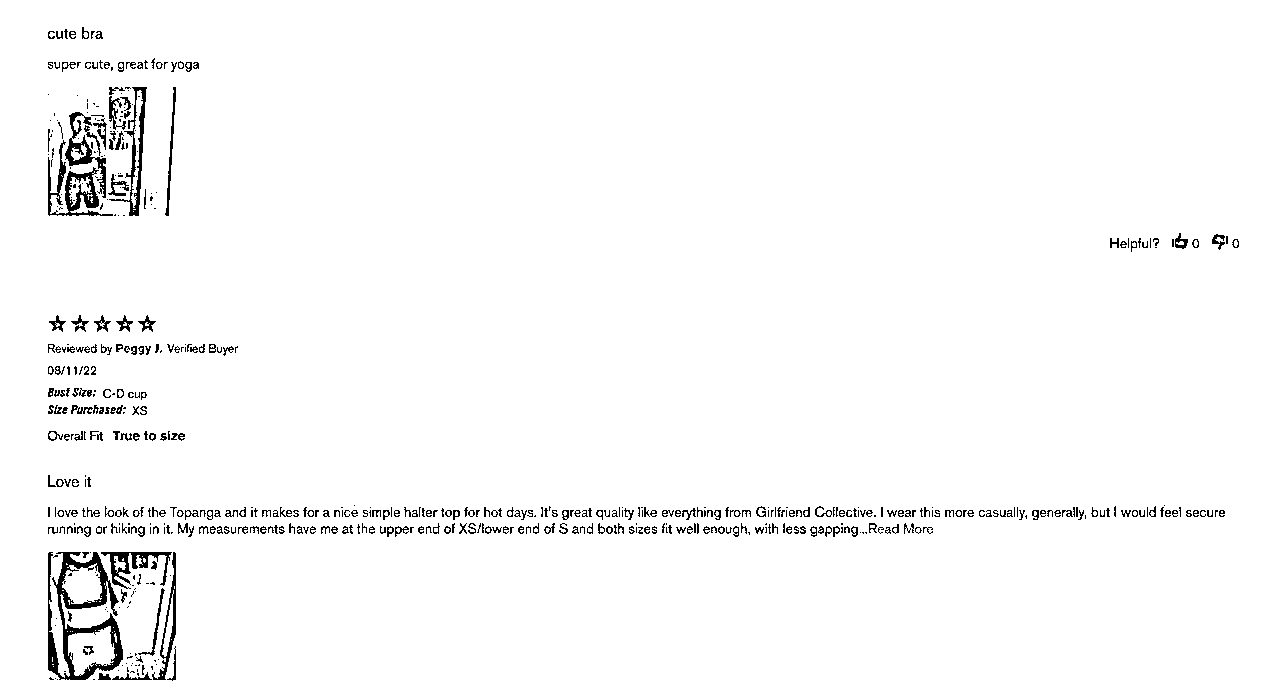 cute bra
super cute, great for yoga
Helpful? 0 0
Reviewed by Peggy J. Verified Buyer
08/11/22
Bust Size: C-D cup
Size Purchased: XS
Overall Fit True to size
Love it
I love the look of the Topanga and it makes for a nice simple halter top for hot days. It's great quality like everything from Girlfriend Collective. I wear this more casually, generally, but I would feel secure
running or hiking in it. My measurements have me at the upper end of XS/lower end of S and both sizes fit well enough, with less gapping...Read More